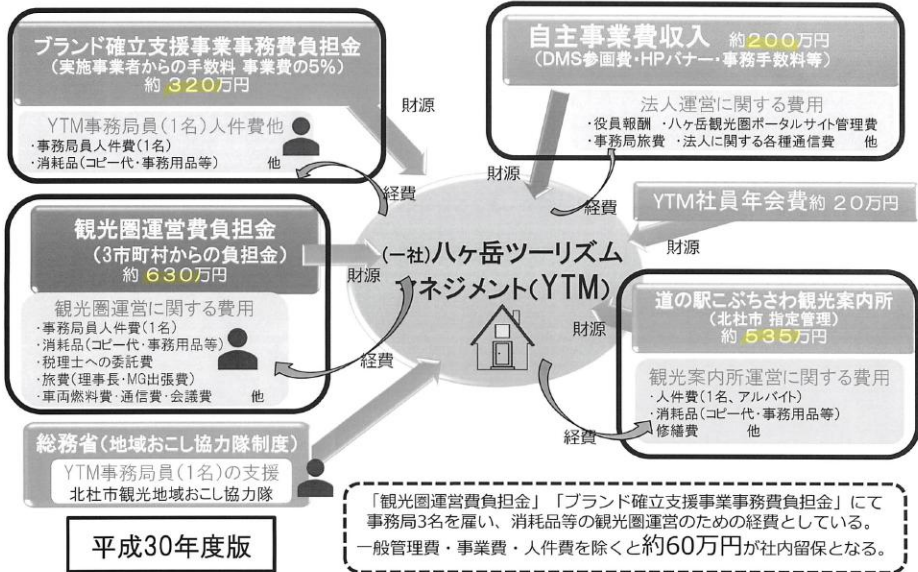 ブランド確立支援事業事務費負担金
(実施事業者からの手数料 事業費の5%)
約 320万円
YTM事務局員(1名)人件費他
・事務局員人件費(1名)
・消耗品(コピー代・事務用品等) 他
財源
経費
自主事業費収入 約200万円
(DMS参画費・HPバナー・事務手数料等)
法人運営に関する費用
・役員報酬 ・八ヶ岳観光圏ポータルサイト管理費
・事務局旅費 ・法人に関する各種通信費 他
財源
経費
YTM社員年会費約 20万円
財源
観光圏運営費負担金
(3市町村からの負担金)
約 630万円
観光圏運営に関する費用
・事務局員人件費(1名)
・消耗品(コピー代・事務用品等)
・税理士への委託費
・旅費(理事長・MG出張費)
・車両燃料費・通信費・会議費 他
財源
経費
(一社)八ヶ岳ツーリズム
マネジメント(YTM)
道の駅こぶちさわ観光案内所
(北杜市 指定管理)
約 535万円
観光案内所運営に関する費用
・人件費(1名、アルバイト)
・消耗品(コピー代・事務用品等)
・修繕費 他
財源
経費
総務省(地域おこし協力隊制度)
YTM事務局員(1名)の支援
北杜市観光地域おこし協力隊
平成30年度版
「観光圏運営費負担金」「ブランド確立支援事業事務費負担金」にて
事務局3名を雇い、消耗品等の観光圏運営のための経費としている。
一般管理費・事業費・人件費を除くと約60万円が社内留保となる。